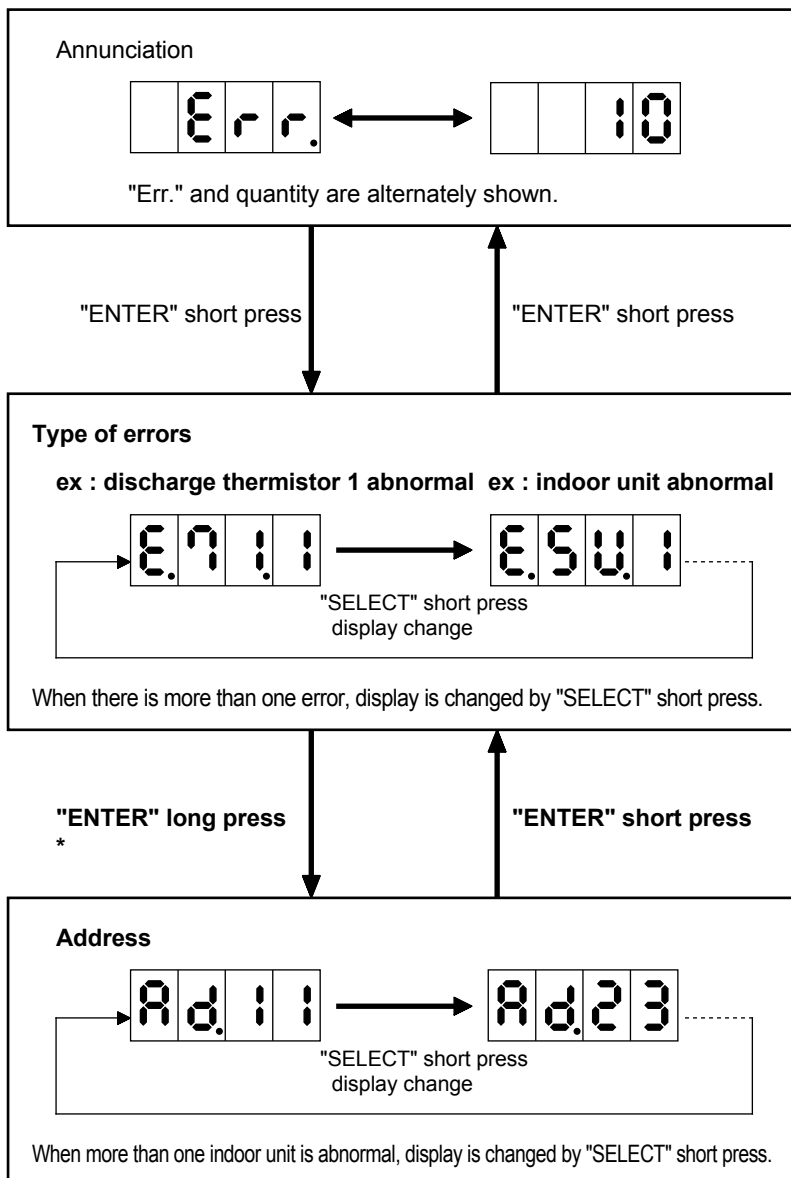 Annunciation
Err. 10
"Err." and quantity are alternately shown.
"ENTER" short press "ENTER" short press
Type of errors
ex : discharge thermistor 1 abnormal ex : indoor unit abnormal
E.71.1 E.5U.1
"SELECT" short press
display change
When there is more than one error, display is changed by "SELECT" short press.
"ENTER" long press "ENTER" short press
*
Address
Ad.11 Ad.23
"SELECT" short press
display change
When more than one indoor unit is abnormal, display is changed by "SELECT" short press.